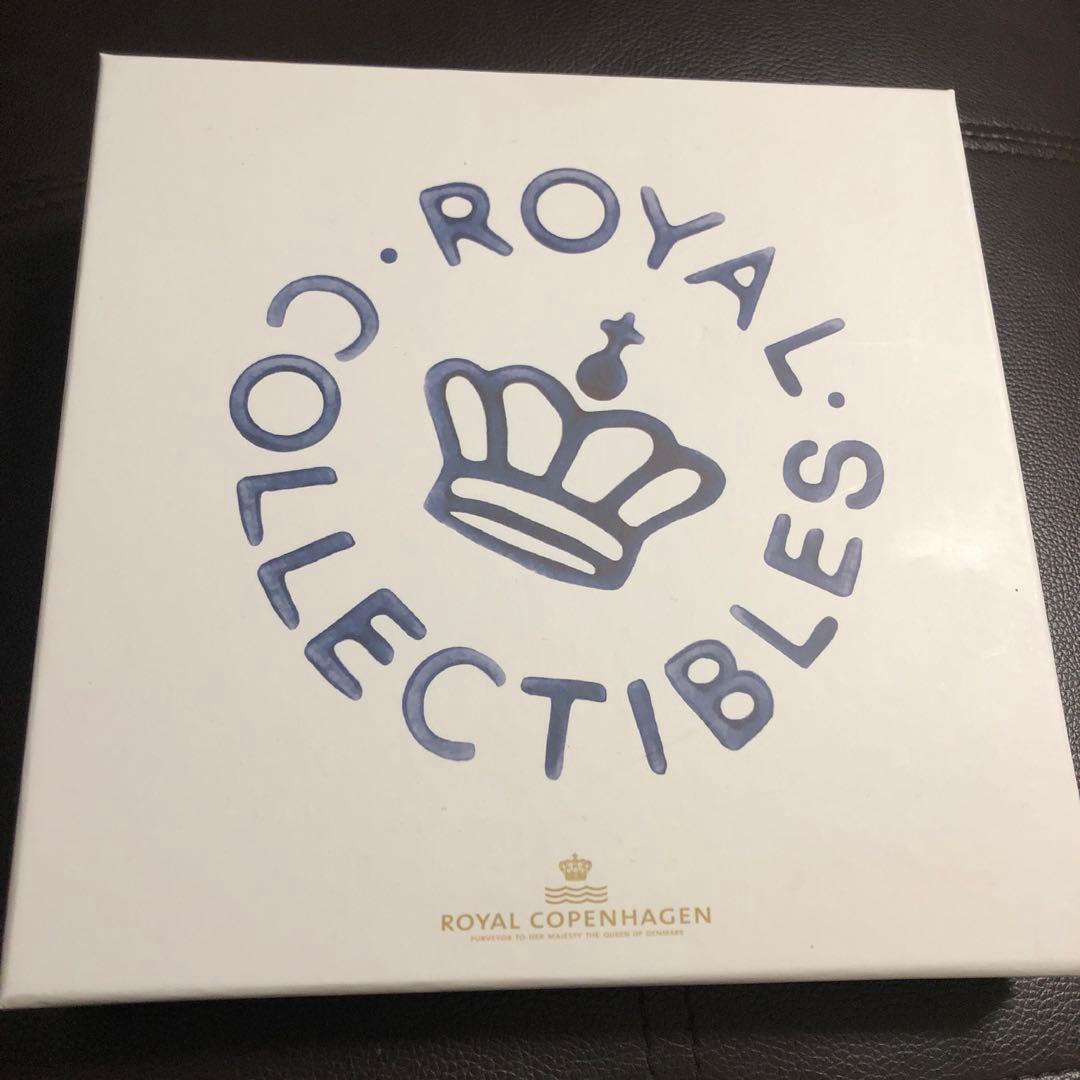 · ROYAL ·
COLLECTIBLES
ROYAL COPENHAGEN
PURVEYOR TO HER MAJESTY THE QUEEN OF DENMARK